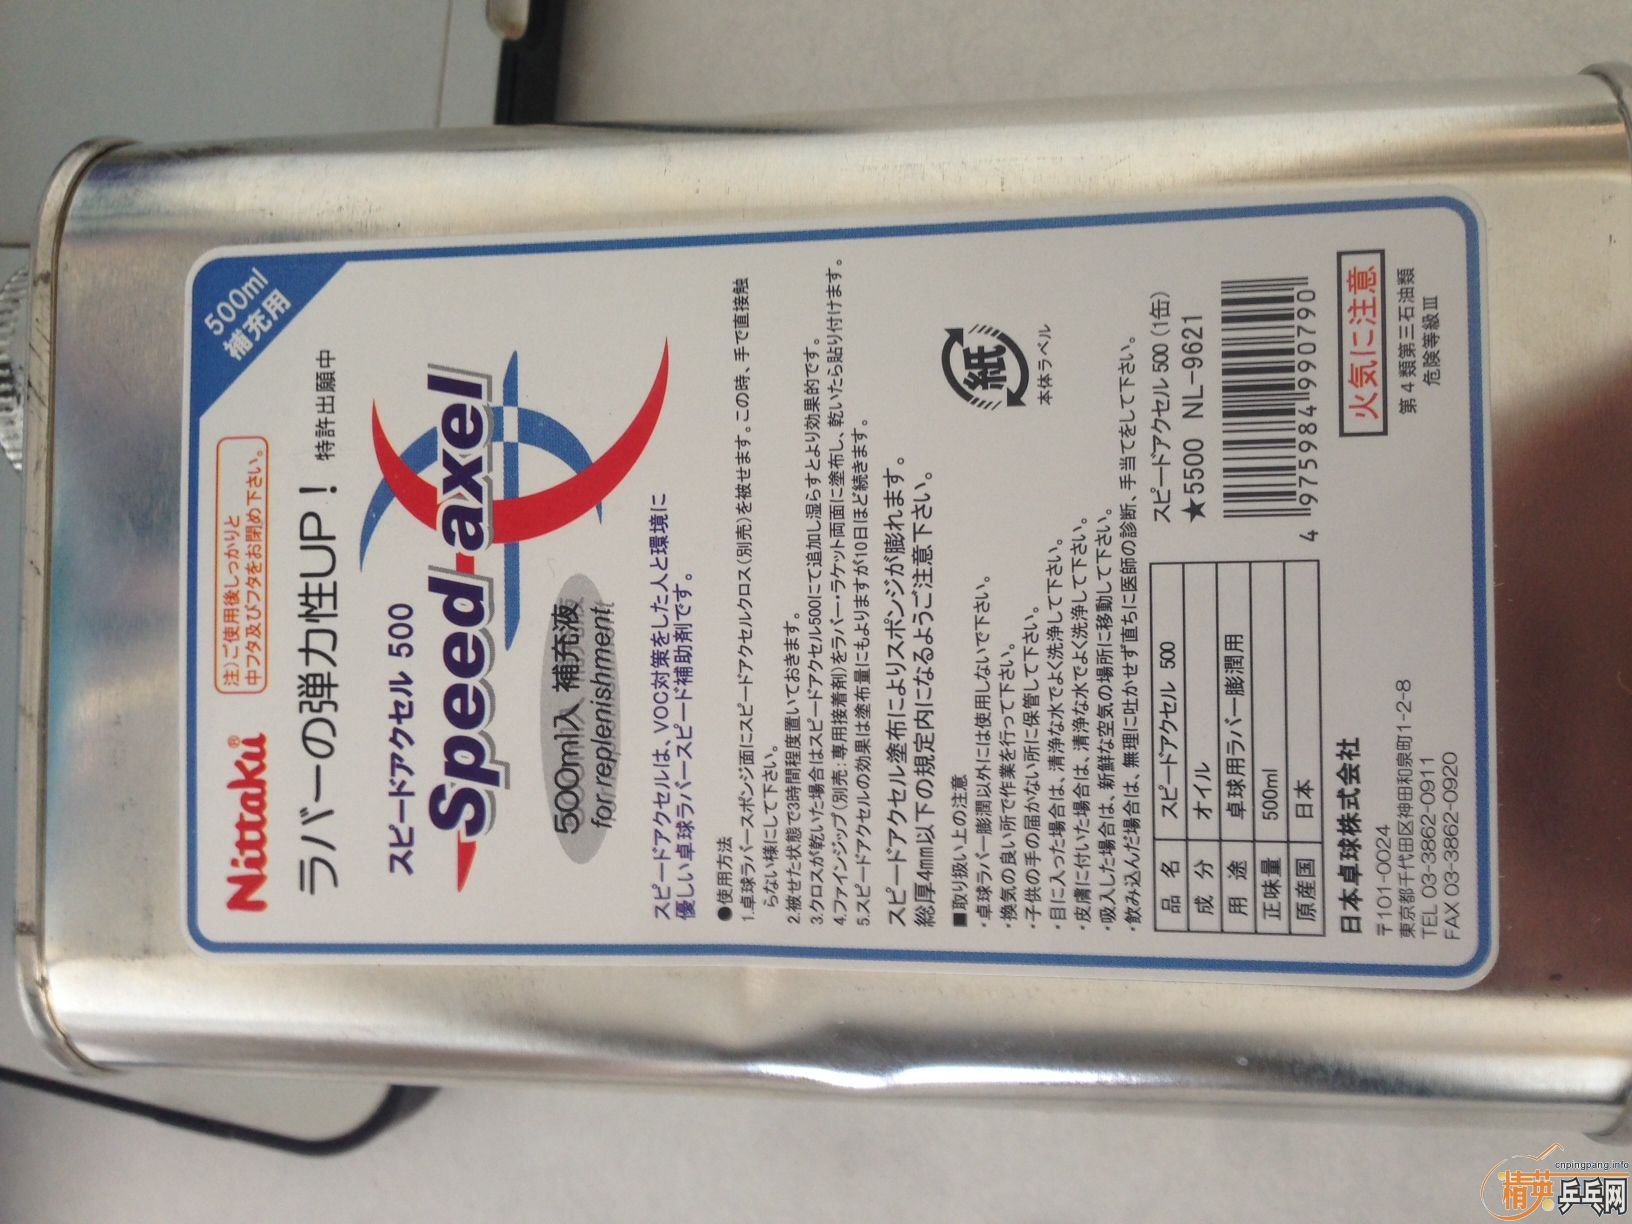 500ml
補充用
注)ご使用後しっかりと
中フタ及びフタをお閉め下さい。
Nittaku®
ラバーの弾力性UP！ 特許出願中
スピードアクセル 500
Speed axel
500ml入 補充液
for replenishment
スピードアクセルは、VOC対策をした人と環境に
優しい卓球ラバースピード補助剤です。
●使用方法
1.卓球ラバースポンジ面にスピードアクセルクロス(別売)を被せます。この時、手で直接触
らない様にして下さい。
2.被せた状態で3時間程度置いておきます。
3.クロスが乾いた場合はスピードアクセル500にて追加し湿らすとより効果的です。
4.ファインジップ(別売:専用接着剤)をラバー・ラケット両面に塗布し、乾いたら貼り付けます。
5.スピードアクセルの効果は塗布量にもよりますが10日ほど続きます。
スピードアクセル塗布によりスポンジが膨れます。
総厚4mm以下の規定内になるようご注意下さい。
■取り扱い上の注意
・卓球ラバー膨潤以外には使用しないで下さい。
・換気の良い所で作業を行って下さい。
・子供の手の届かない所に保管して下さい。
・目に入った場合は、清浄な水でよく洗浄して下さい。
・皮膚に付いた場合は、清浄な水でよく洗浄して下さい。
・吸入した場合は、新鮮な空気の場所に移動して下さい。
・飲み込んだ場合は、無理に吐かせず直ちに医師の診断、手当てをして下さい。
紙
本体ラベル
品名 スピードアクセル 500
成分 オイル
用途 卓球用ラバー膨潤用
正味量 500ml
原産国 日本
スピードアクセル 500 (1缶)
★5500 NL-9621
4 975984 990790
日本卓球株式会社
〒101-0024
東京都千代田区神田和泉町1-2-8
TEL 03-3862-0911
FAX 03-3862-0920
火気に注意
第4類第三石油類
危険等級Ⅲ
cnpingpang.info
精英乒乓网